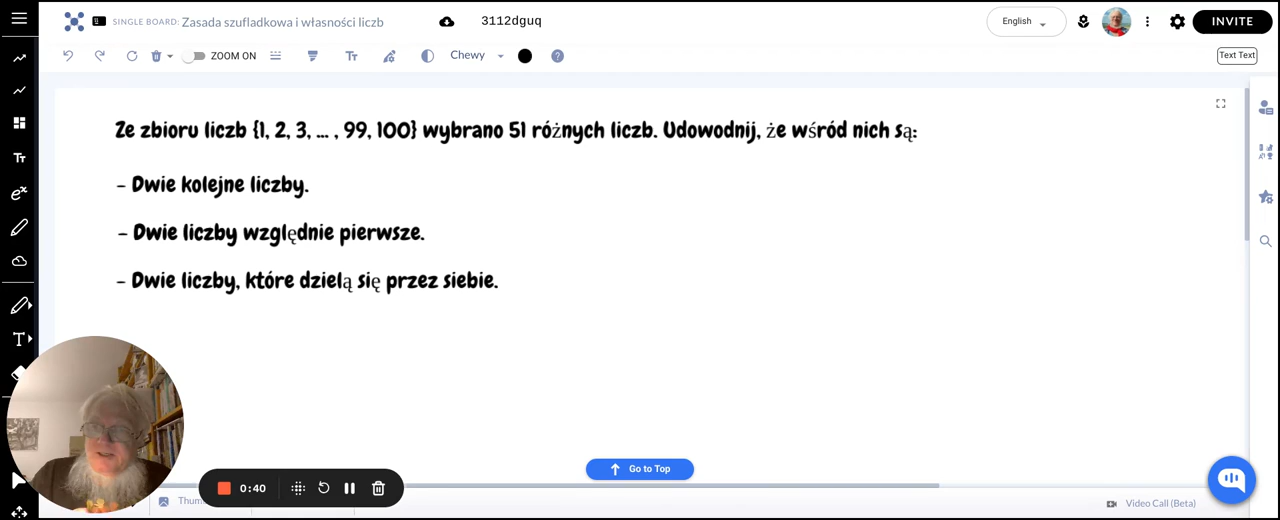 SINGLE BOARD: Zasada szufladkowa i własności liczb
3112dguq
English
INVITE
ZOOM ON
Tт
Chewy
Text Text
Ze zbioru liczb {1, 2, 3, ... , 99, 100} wybrano 51 różnych liczb. Udowodnij, że wśród nich są:
- Dwie kolejne liczby.
- Dwie liczby względnie pierwsze.
- Dwie liczby, które dzielą się przez siebie.
Go to Top
0:40
Video Call (Beta)